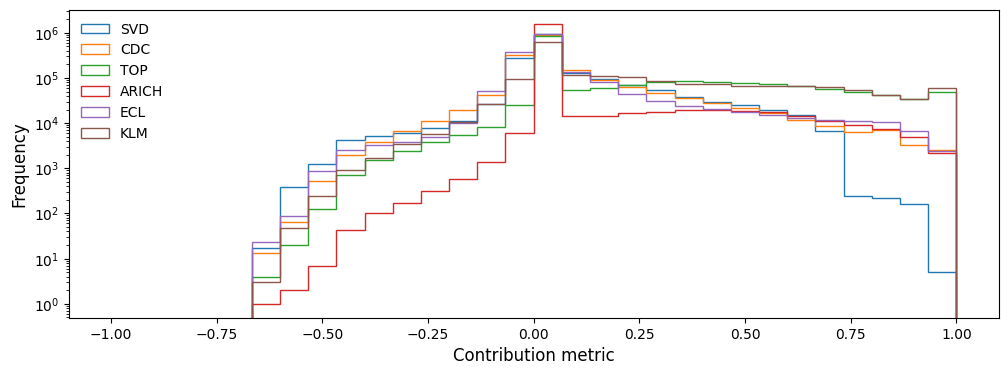 SVD
CDC
TOP
ARICH
ECL
KLM
Frequency
10⁶
10⁵
10⁴
10³
10²
10¹
10⁰
−1.00 −0.75 −0.50 −0.25 0.00 0.25 0.50 0.75 1.00
Contribution metric